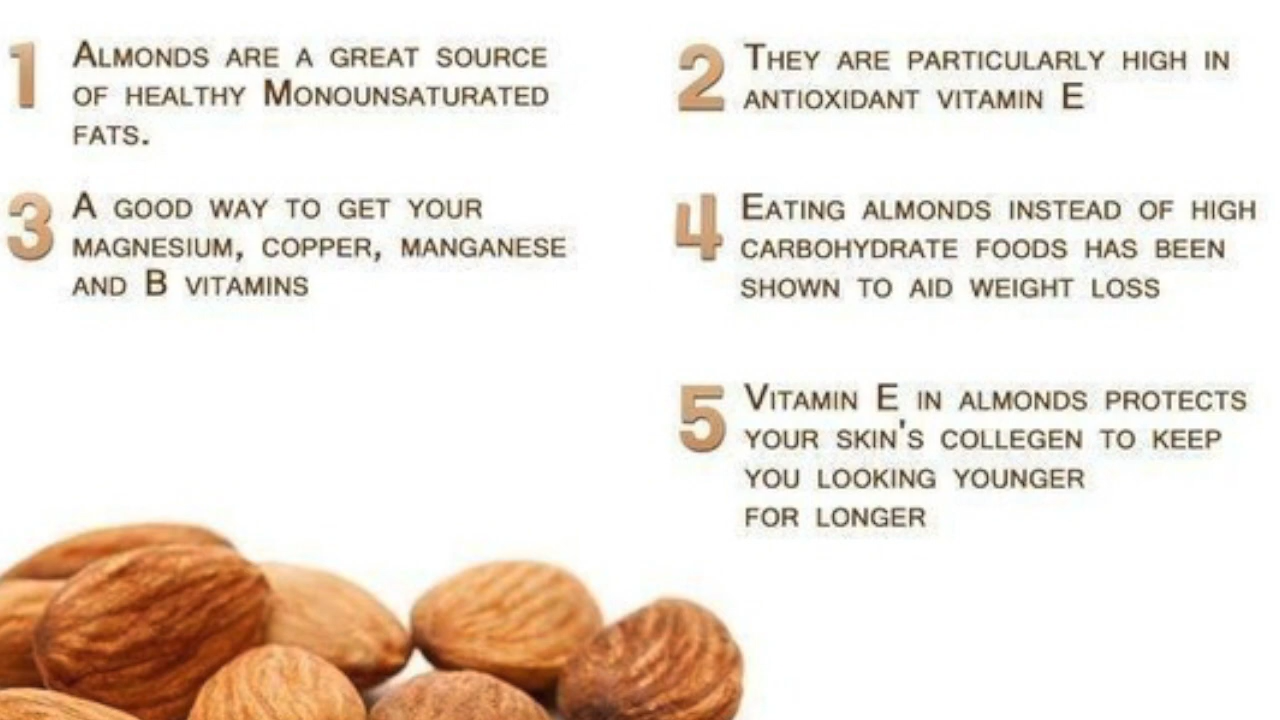 1 Almonds are a great source
of healthy Monounsaturated
fats.
2 They are particularly high in
antioxidant vitamin E
3 A good way to get your
magnesium, copper, manganese
and B vitamins
4 Eating almonds instead of high
carbohydrate foods has been
shown to aid weight loss
5 Vitamin E in almonds protects
your skin's collegen to keep
you looking younger
for longer